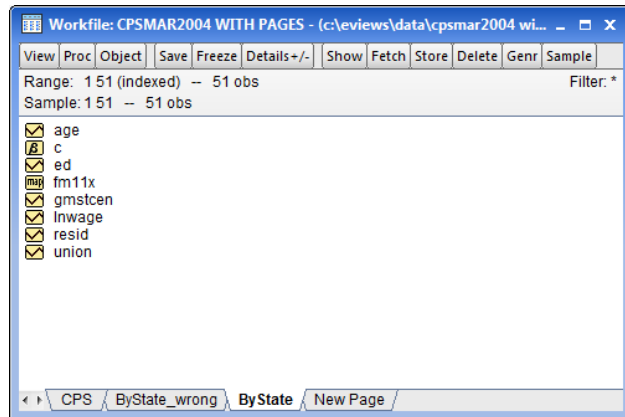 Workfile: CPSMAR2004 WITH PAGES - (c:\eviews\data\cpsmar2004 wi...
View Proc Object Save Freeze Details+/- Show Fetch Store Delete Genr Sample
Range: 1 51 (indexed) -- 51 obs Filter: *
Sample: 1 51 -- 51 obs
age
β c
ed
map fm11x
gmstcen
lnwage
resid
union
CPS ByState_wrong ByState New Page